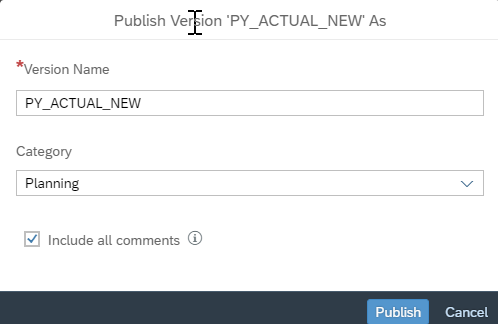 Publish Version 'PY_ACTUAL_NEW' As
*Version Name
PY_ACTUAL_NEW
Category
Planning
Include all comments
Publish Cancel